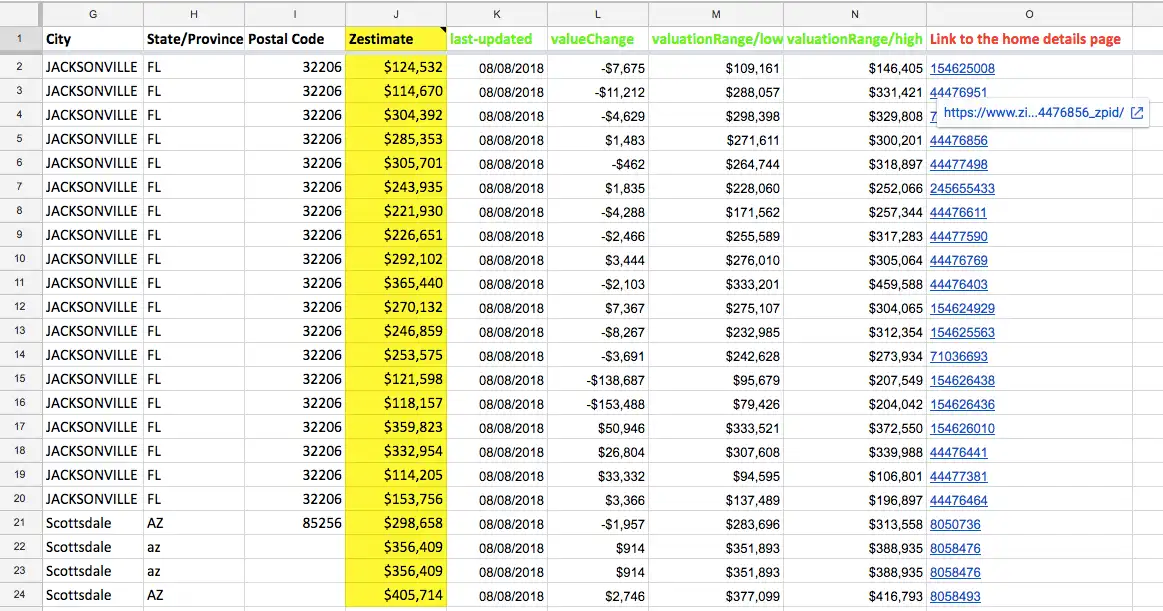 G H I J K L M N O
1 City State/Province Postal Code Zestimate last-updated valueChange valuationRange/low valuationRange/high Link to the home details page
2 JACKSONVILLE FL 32206 $124,532 08/08/2018 -$7,675 $109,161 $146,405 154625008
3 JACKSONVILLE FL 32206 $114,670 08/08/2018 -$11,212 $288,057 $331,421 44476951
4 JACKSONVILLE FL 32206 $304,392 08/08/2018 -$4,629 $298,398 $329,808 7 https://www.zi...4476856_zpid/
5 JACKSONVILLE FL 32206 $285,353 08/08/2018 $1,483 $271,611 $300,201 44476856
6 JACKSONVILLE FL 32206 $305,701 08/08/2018 -$462 $264,744 $318,897 44477498
7 JACKSONVILLE FL 32206 $243,935 08/08/2018 $1,835 $228,060 $252,066 245655433
8 JACKSONVILLE FL 32206 $221,930 08/08/2018 -$4,288 $171,562 $257,344 44476611
9 JACKSONVILLE FL 32206 $226,651 08/08/2018 -$2,466 $255,589 $317,283 44477590
10 JACKSONVILLE FL 32206 $292,102 08/08/2018 $3,444 $276,010 $305,064 44476769
11 JACKSONVILLE FL 32206 $365,440 08/08/2018 -$2,103 $333,201 $459,588 44476403
12 JACKSONVILLE FL 32206 $270,132 08/08/2018 $7,367 $275,107 $304,065 154624929
13 JACKSONVILLE FL 32206 $246,859 08/08/2018 -$8,267 $232,985 $312,354 154625563
14 JACKSONVILLE FL 32206 $253,575 08/08/2018 -$3,691 $242,628 $273,934 71036693
15 JACKSONVILLE FL 32206 $121,598 08/08/2018 -$138,687 $95,679 $207,549 154626438
16 JACKSONVILLE FL 32206 $118,157 08/08/2018 -$153,488 $79,426 $204,042 154626436
17 JACKSONVILLE FL 32206 $359,823 08/08/2018 $50,946 $333,521 $372,550 154626010
18 JACKSONVILLE FL 32206 $332,954 08/08/2018 $26,804 $307,608 $339,988 44476441
19 JACKSONVILLE FL 32206 $114,205 08/08/2018 $33,332 $94,595 $106,801 44477381
20 JACKSONVILLE FL 32206 $153,756 08/08/2018 $3,366 $137,489 $196,897 44476464
21 Scottsdale AZ 85256 $298,658 08/08/2018 -$1,957 $283,696 $313,558 8050736
22 Scottsdale az $356,409 08/08/2018 $914 $351,893 $388,935 8058476
23 Scottsdale az $356,409 08/08/2018 $914 $351,893 $388,935 8058476
24 Scottsdale AZ $405,714 08/08/2018 $2,746 $377,099 $416,793 8058493